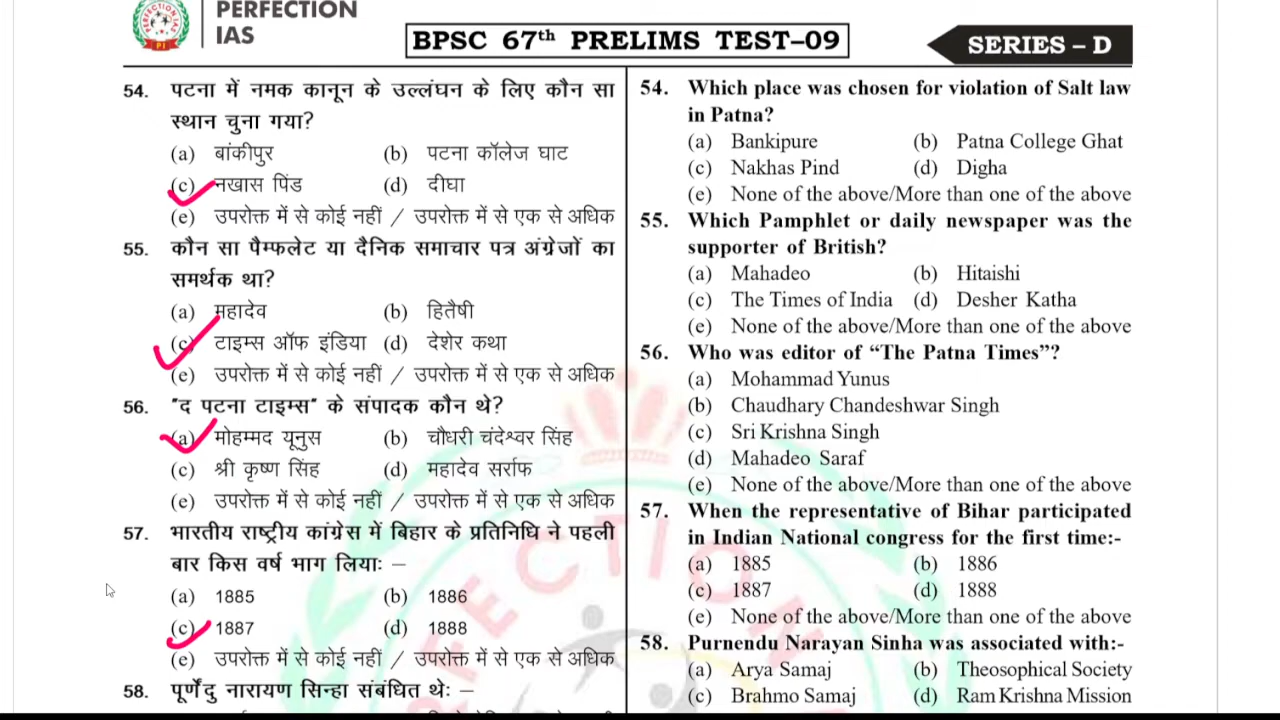 PERFECTION
IAS
PERFECTION IAS
PI
BPSC 67th PRELIMS TEST–09
SERIES – D
54. पटना में नमक कानून के उल्लंघन के लिए कौन सा
स्थान चुना गया?
(a) बांकीपुर (b) पटना कॉलेज घाट
(c) नखास पिंड (d) दीघा
(e) उपरोक्त में से कोई नहीं / उपरोक्त में से एक से अधिक
55. कौन सा पैम्फलेट या दैनिक समाचार पत्र अंग्रेजों का
समर्थक था?
(a) महादेव (b) हितैषी
(c) टाइम्स ऑफ इंडिया (d) देशेर कथा
(e) उपरोक्त में से कोई नहीं / उपरोक्त में से एक से अधिक
56. "द पटना टाइम्स" के संपादक कौन थे?
(a) मोहम्मद यूनुस (b) चौधरी चंदेश्वर सिंह
(c) श्री कृष्ण सिंह (d) महादेव सर्राफ
(e) उपरोक्त में से कोई नहीं / उपरोक्त में से एक से अधिक
57. भारतीय राष्ट्रीय कांग्रेस में बिहार के प्रतिनिधि ने पहली
बार किस वर्ष भाग लियाः –
(a) 1885 (b) 1886
(c) 1887 (d) 1888
(e) उपरोक्त में से कोई नहीं / उपरोक्त में से एक से अधिक
58. पूर्णेंदु नारायण सिन्हा संबंधित थेः –
54. Which place was chosen for violation of Salt law
in Patna?
(a) Bankipure (b) Patna College Ghat
(c) Nakhas Pind (d) Digha
(e) None of the above/More than one of the above
55. Which Pamphlet or daily newspaper was the
supporter of British?
(a) Mahadeo (b) Hitaishi
(c) The Times of India (d) Desher Katha
(e) None of the above/More than one of the above
56. Who was editor of “The Patna Times”?
(a) Mohammad Yunus
(b) Chaudhary Chandeshwar Singh
(c) Sri Krishna Singh
(d) Mahadeo Saraf
(e) None of the above/More than one of the above
57. When the representative of Bihar participated
in Indian National congress for the first time:-
(a) 1885 (b) 1886
(c) 1887 (d) 1888
(e) None of the above/More than one of the above
58. Purnendu Narayan Sinha was associated with:-
(a) Arya Samaj (b) Theosophical Society
(c) Brahmo Samaj (d) Ram Krishna Mission